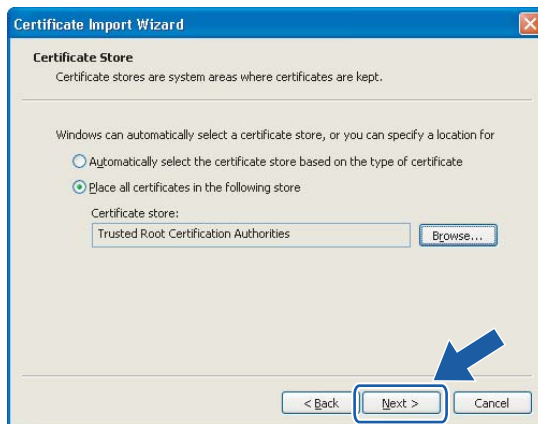 Certificate Import Wizard
Certificate Store
Certificate stores are system areas where certificates are kept.
Windows can automatically select a certificate store, or you can specify a location for
Automatically select the certificate store based on the type of certificate
Place all certificates in the following store
Certificate store:
Trusted Root Certification Authorities
Browse...
< Back
Next >
Cancel